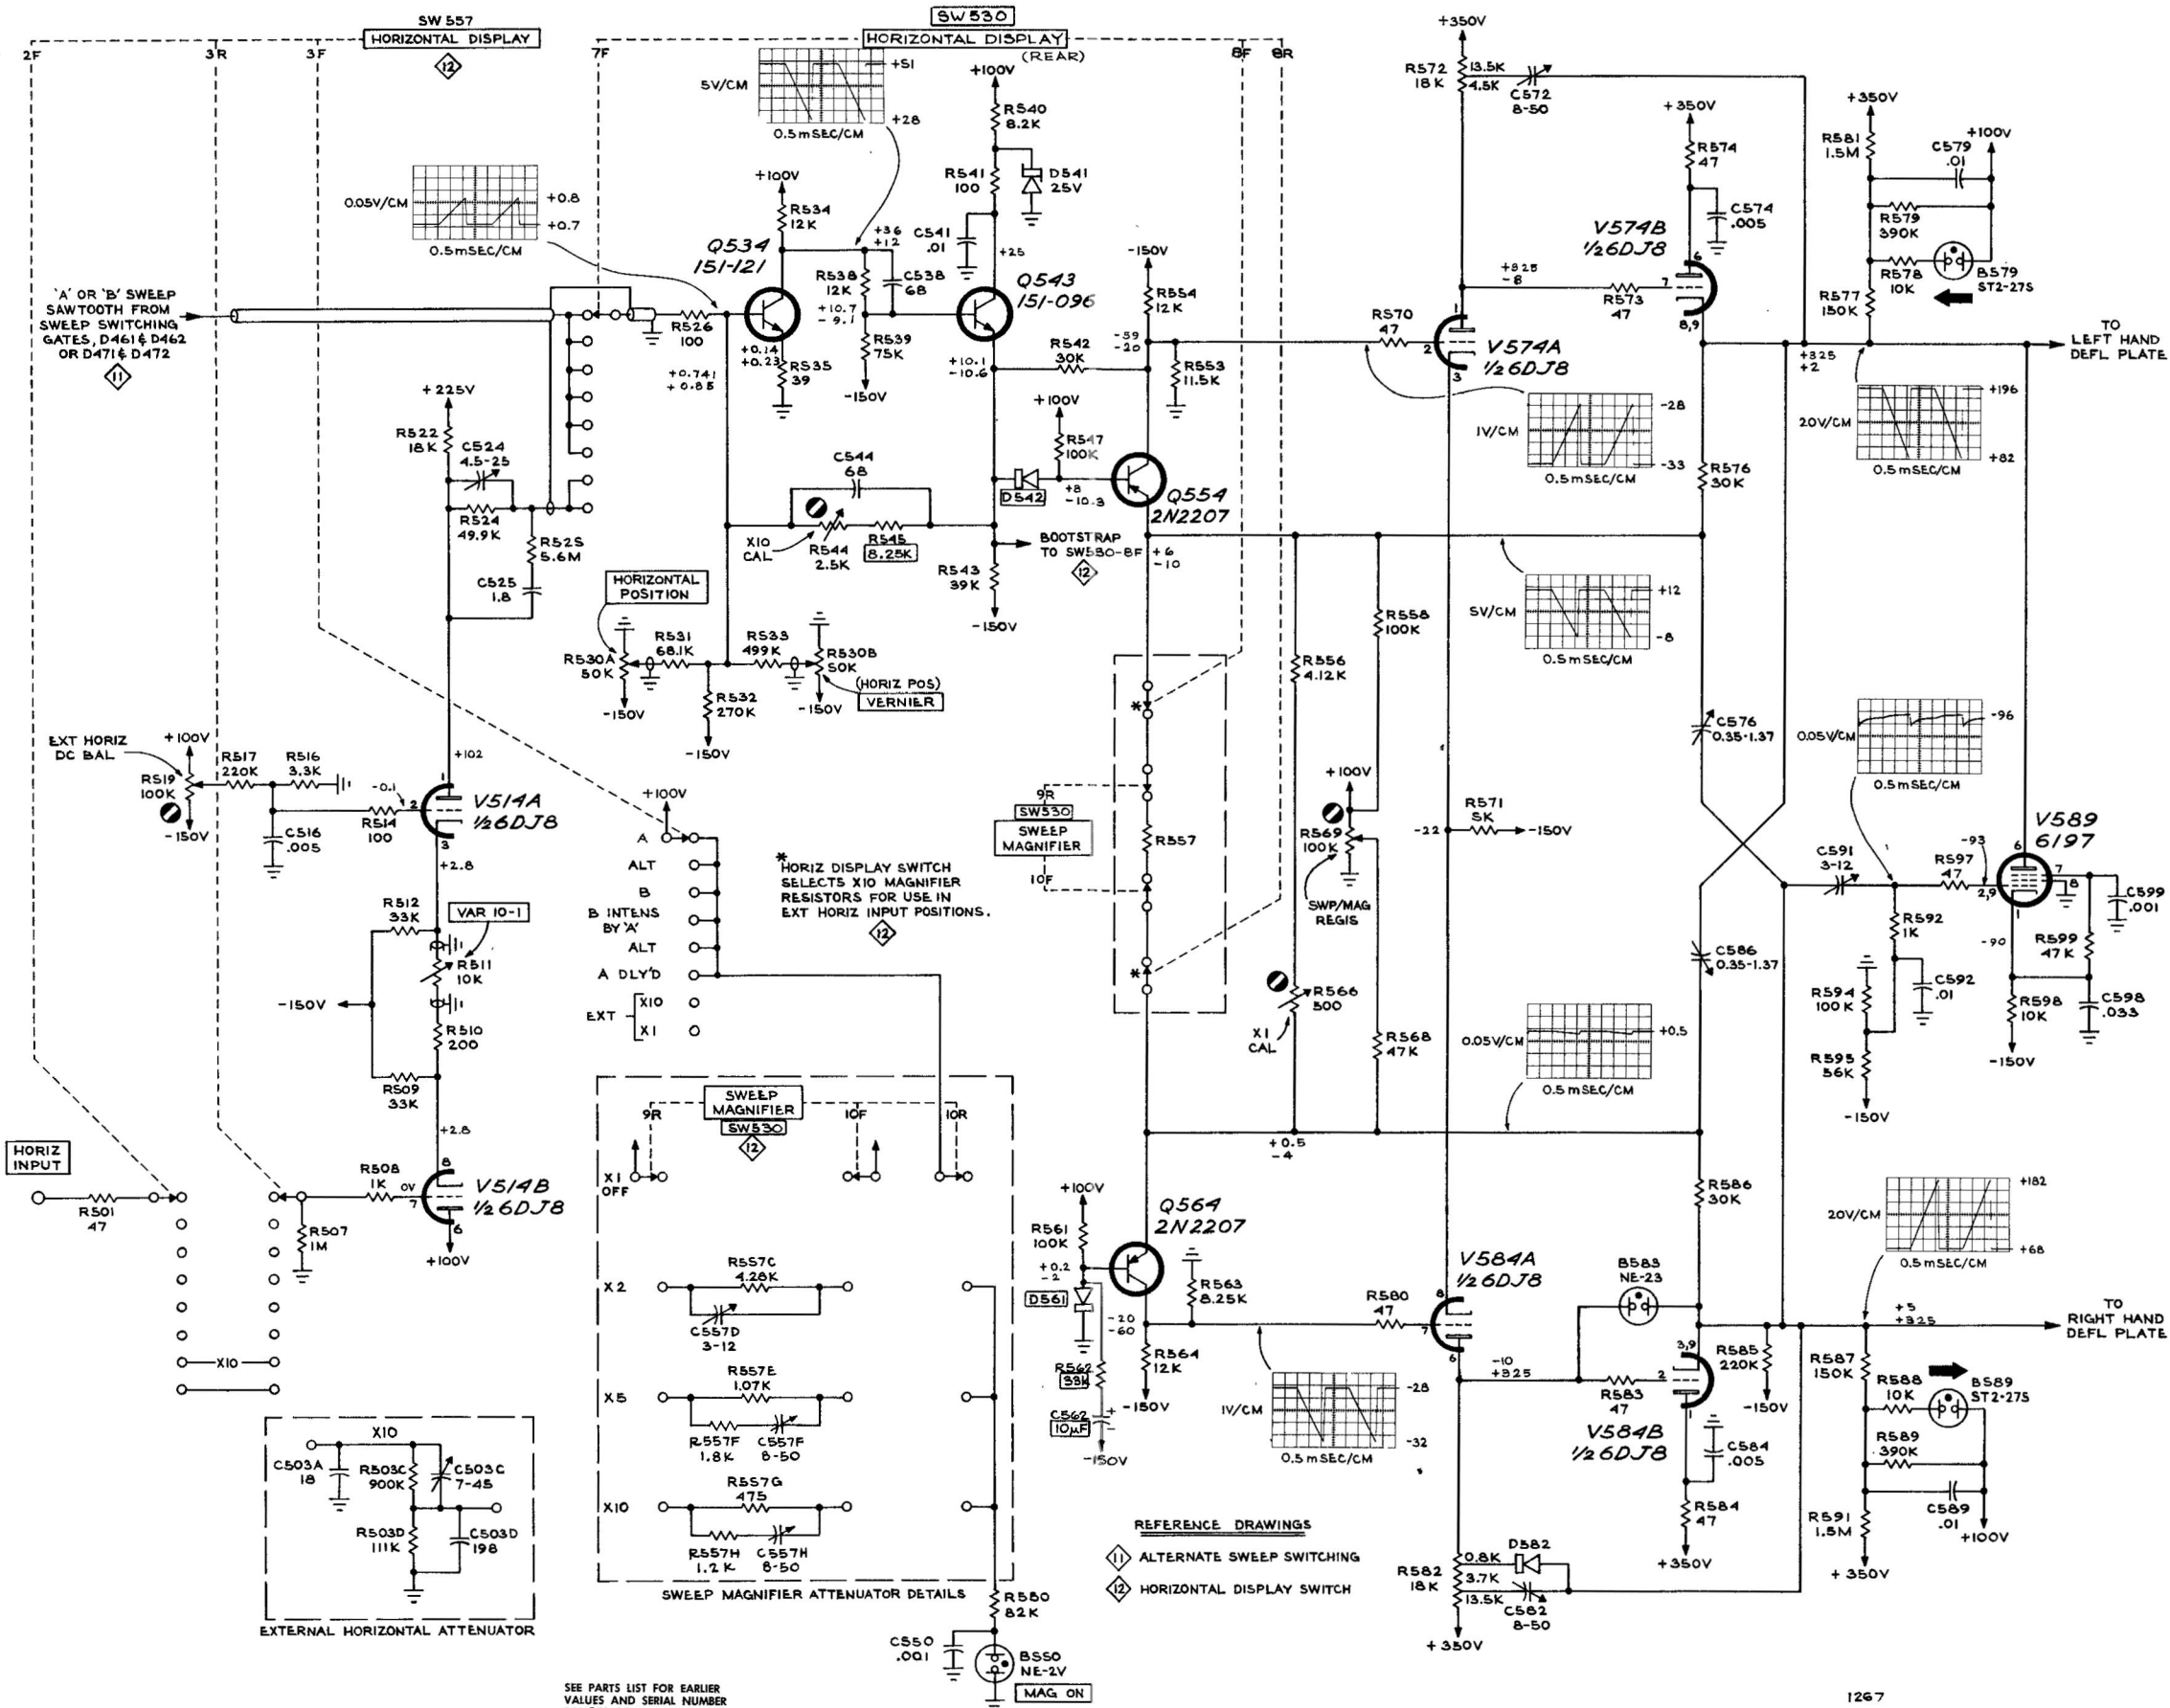 SW 557
HORIZONTAL DISPLAY
12
2F
3R
3F
7F
SW530
HORIZONTAL DISPLAY
(REAR)
8F
8R
5V/CM
+51
+28
0.5mSEC/CM
0.05V/CM
+0.8
+0.7
0.5mSEC/CM
'A' OR 'B' SWEEP
SAWTOOTH FROM
SWEEP SWITCHING
GATES, D461 & D462
OR D471 & D472
11
R526
100
+0.741
+0.85
+100V
R534
12K
Q534
151-121
+0.14
+0.23
R535
39
R538
12K
+36
+12
C538
68
+10.7
-9.1
R539
75K
-150V
+100V
R540
8.2K
R541
100
D541
25V
C541
.01
+25
Q543
151-096
+10.1
-10.6
R542
30K
-150V
R554
12K
-59
-20
R553
11.5K
+100V
R547
100K
D542
+8
-10.3
Q554
2N2207
+6
-10
C544
68
X10
CAL
R544
2.5K
R545
8.25K
BOOTSTRAP
TO SW530-8F
12
R543
39K
-150V
+225V
R522
18K
C524
4.5-25
R524
49.9K
R525
5.6M
C525
1.8
HORIZONTAL
POSITION
R530A
50K
-150V
R531
68.1K
R533
499K
R532
270K
-150V
R530B
50K
-150V
(HORIZ POS)
VERNIER
EXT HORIZ
DC BAL
+100V
R519
100K
-150V
R517
220K
R516
3.3K
C516
.005
R514
100
-0.1
+102
1
2
3
V514A
1/2 6DJ8
+2.8
R512
33K
VAR 10-1
R511
10K
-150V
R510
200
R509
33K
+2.8
8
7
6
V514B
1/2 6DJ8
+100V
R508
1K
0V
R507
1M
HORIZ
INPUT
R501
47
X10
X10
C503A
18
R503C
900K
C503C
7-45
R503D
111K
C503D
198
EXTERNAL HORIZONTAL ATTENUATOR
+100V
A
ALT
B
B INTENS
BY 'A'
ALT
A DLY'D
EXT
X10
X1
*
HORIZ DISPLAY SWITCH
SELECTS X10 MAGNIFIER
RESISTORS FOR USE IN
EXT HORIZ INPUT POSITIONS.
12
SWEEP
MAGNIFIER
SW530
12
9R
10F
10R
X1
OFF
X2
R557C
4.28K
C557D
3-12
X5
R557E
1.07K
R557F
1.8K
C557F
8-50
X10
R557G
475
R557H
1.2K
C557H
8-50
SWEEP MAGNIFIER ATTENUATOR DETAILS
R550
82K
C550
.001
B550
NE-2V
MAG ON
*
9R
SW530
SWEEP
MAGNIFIER
10F
R557
*
R556
4.12K
R558
100K
+100V
R569
100K
SWP/MAG
REGIS
R566
500
X1
CAL
R568
47K
+0.5
-4
+100V
R561
100K
+0.2
-2
D561
R562
33K
C562
10μF
+
-
-150V
Q564
2N2207
R563
8.25K
-20
-60
R564
12K
-150V
1V/CM
-28
-32
0.5mSEC/CM
+350V
R572
18K
13.5K
4.5K
C572
8-50
+350V
R574
47
C574
.005
V574B
1/2 6DJ8
+325
-8
R573
47
6
7
8,9
R570
47
1
2
3
V574A
1/2 6DJ8
1V/CM
-28
-33
0.5mSEC/CM
R576
30K
5V/CM
+12
-8
0.5mSEC/CM
C576
0.35-1.37
R571
5K
-22
-150V
C586
0.35-1.37
0.05V/CM
+0.5
0.5mSEC/CM
R586
30K
+350V
R581
1.5M
C579
.01
+100V
R579
390K
R578
10K
B579
ST2-27S
R577
150K
TO
LEFT HAND
DEFL PLATE
+325
+2
20V/CM
+196
+82
0.5mSEC/CM
0.05V/CM
-96
0.5mSEC/CM
V589
6197
C591
3-12
R597
47
-93
2,9
6
7
8
1
C599
.001
R599
47K
-90
R592
1K
C592
.01
R594
100K
R595
56K
-150V
R598
10K
-150V
C598
.033
20V/CM
+182
+68
0.5mSEC/CM
R580
47
V584A
1/2 6DJ8
8
7
6
-10
+325
B583
NE-23
R583
47
3,9
2
1
V584B
1/2 6DJ8
R585
220K
-150V
C584
.005
R584
47
+350V
+5
+325
TO
RIGHT HAND
DEFL PLATE
R587
150K
R588
10K
B589
ST2-27S
R589
390K
C589
.01
+100V
R591
1.5M
+350V
R582
18K
0.8K
3.7K
13.5K
D582
C582
8-50
+350V
REFERENCE DRAWINGS
11 ALTERNATE SWEEP SWITCHING
12 HORIZONTAL DISPLAY SWITCH
SEE PARTS LIST FOR EARLIER
VALUES AND SERIAL NUMBER
1267